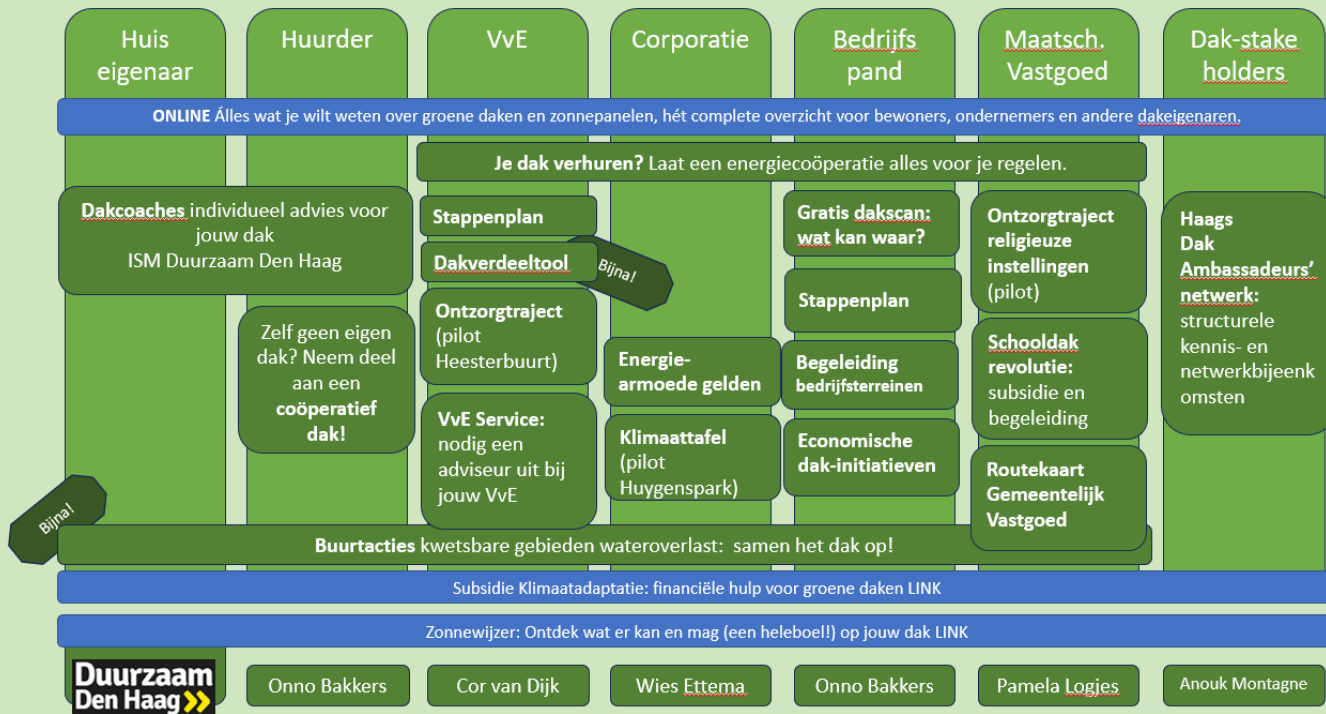 Huis
eigenaar
Huurder
VvE
Corporatie
Bedrijfs
pand
Maatsch.
Vastgoed
Dak-stake
holders
ONLINE Álles wat je wilt weten over groene daken en zonnepanelen, hét complete overzicht voor bewoners, ondernemers en andere dakeigenaren.
Je dak verhuren? Laat een energiecoöperatie alles voor je regelen.
Dakcoaches individueel advies voor
jouw dak
ISM Duurzaam Den Haag
Zelf geen eigen
dak? Neem deel
aan een
coöperatief
dak!
Stappenplan
Dakverdeeltool
Bijna!
Ontzorgtraject
(pilot
Heesterbuurt)
VvE Service:
nodig een
adviseur uit bij
jouw VvE
Energie-
armoede gelden
Klimaattafel
(pilot
Huygenspark)
Gratis dakscan:
wat kan waar?
Stappenplan
Begeleiding
bedrijfsterreinen
Economische
dak-initiatieven
Ontzorgtraject
religieuze
instellingen
(pilot)
Schooldak
revolutie:
subsidie en
begeleiding
Routekaart
Gemeentelijk
Vastgoed
Haags
Dak
Ambassadeurs’
netwerk:
structurele
kennis- en
netwerkbijeenk
omsten
Bijna!
Buurtacties kwetsbare gebieden wateroverlast: samen het dak op!
Subsidie Klimaatadaptatie: financiële hulp voor groene daken LINK
Zonnewijzer: Ontdek wat er kan en mag (een heleboel!) op jouw dak LINK
Duurzaam
Den Haag
Onno Bakkers
Cor van Dijk
Wies Ettema
Onno Bakkers
Pamela Logjes
Anouk Montagne